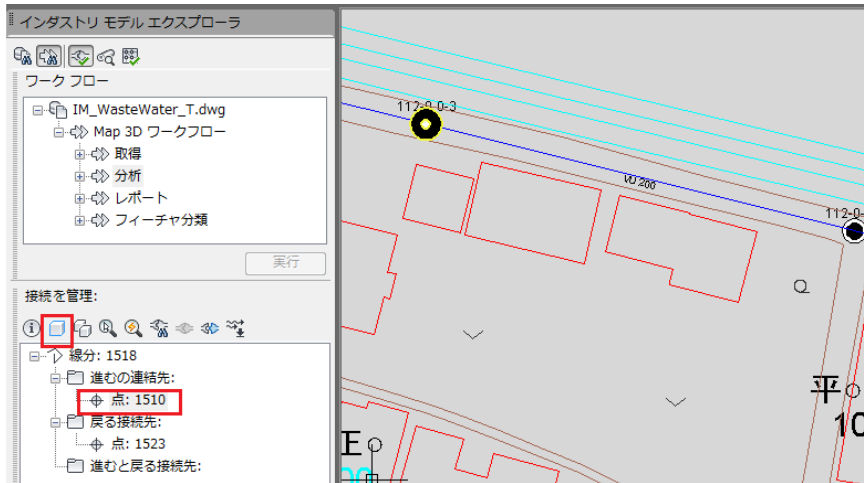 インダストリ モデル エクスプローラ
ワーク フロー
IM_WasteWater_T.dwg
Map 3D ワークフロー
取得
分析
レポート
フィーチャ分類
実行
接続を管理:
線分: 1518
進むの連結先:
点: 1510
戻る接続先:
点: 1523
進むと戻る接続先:
112-0.0-3
VU 200
112-0-
平
10
正
00